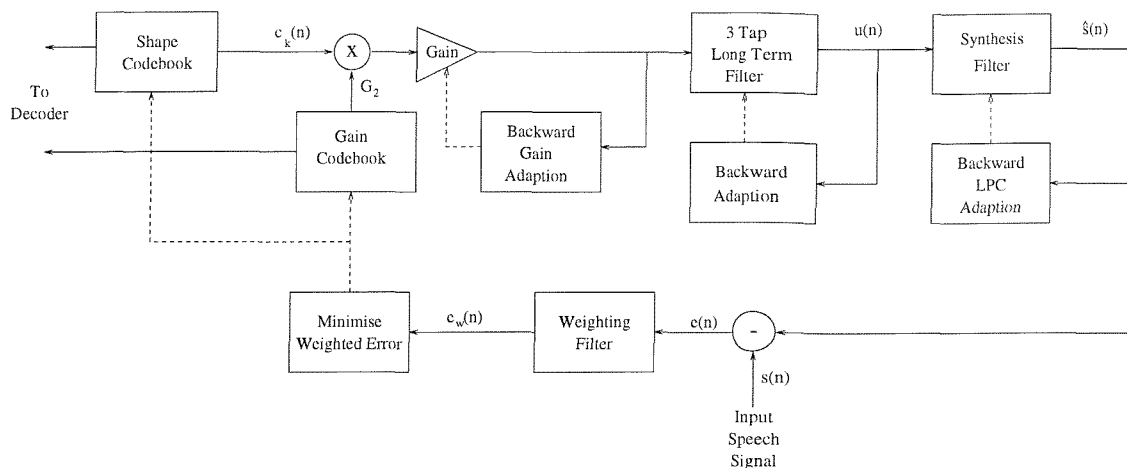 Shape
Codebook
c_k(n)
X
Gain
3 Tap
Long Term
Filter
u(n)
Synthesis
Filter
ŝ(n)
To
Decoder
G_2
Gain
Codebook
Backward
Gain
Adaption
Backward
Adaption
Backward
LPC
Adaption
Minimise
Weighted Error
e_w(n)
Weighting
Filter
e(n)
-
s(n)
Input
Speech
Signal